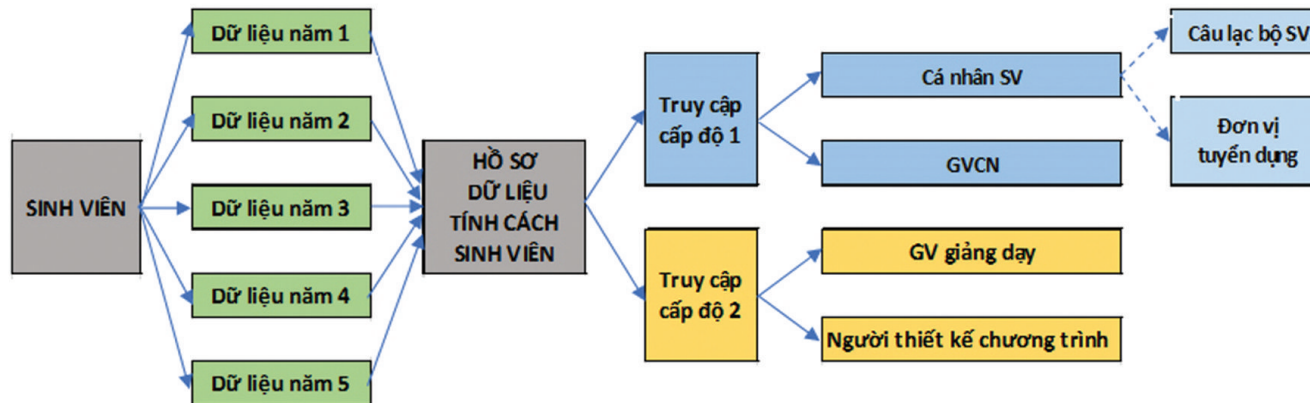 SINH VIÊN
Dữ liệu năm 1
Dữ liệu năm 2
Dữ liệu năm 3
Dữ liệu năm 4
Dữ liệu năm 5
HỒ SƠ
DỮ LIỆU
TÍNH CÁCH
SINH VIÊN
Truy cập
cấp độ 1
Cá nhân SV
GVCN
Câu lạc bộ SV
Đơn vị
tuyển dụng
Truy cập
cấp độ 2
GV giảng dạy
Người thiết kế chương trình